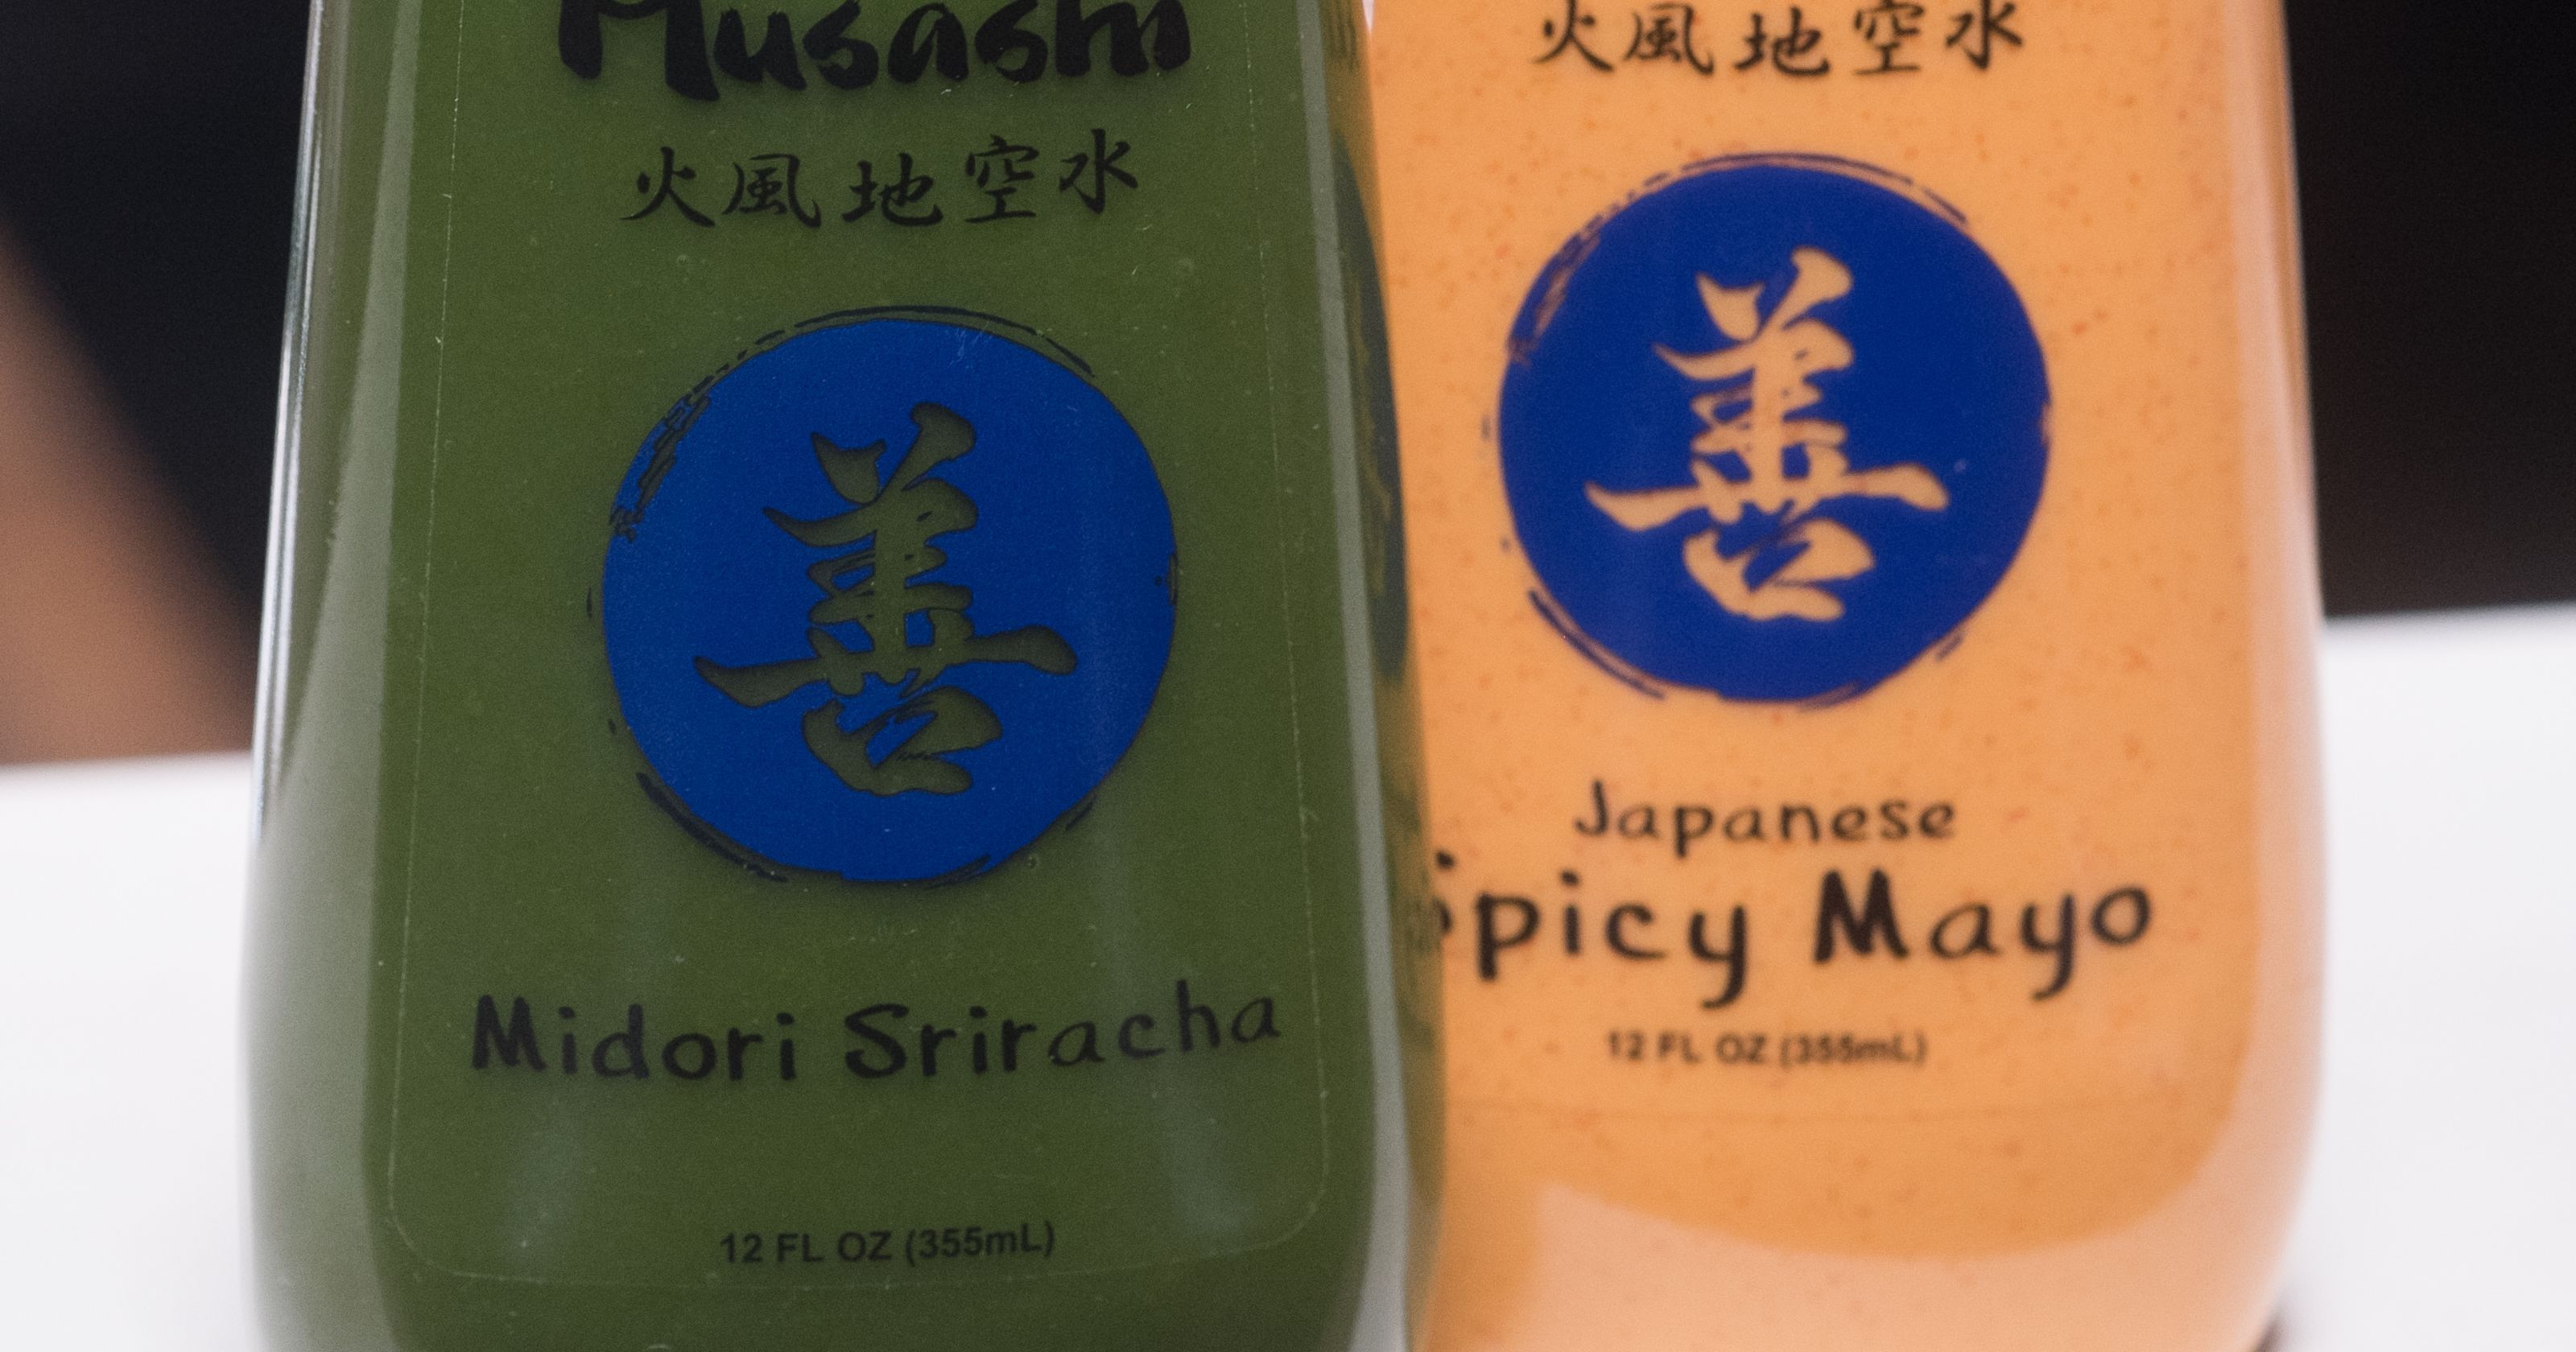 Musashi
火風地空水
善
Midori Sriracha
12 FL OZ (355mL)
火風地空水
善
Japanese
Spicy Mayo
12 FL OZ (355mL)